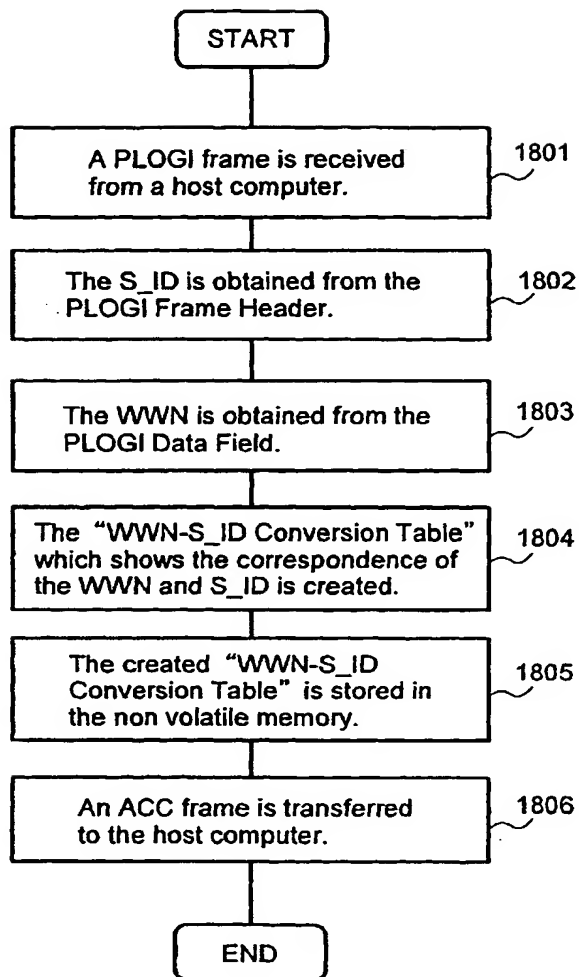 START
A PLOGI frame is received
from a host computer.
1801
The S_ID is obtained from the
PLOGI Frame Header.
1802
The WWN is obtained from the
PLOGI Data Field.
1803
The “WWN-S_ID Conversion Table”
which shows the correspondence of
the WWN and S_ID is created.
1804
The created “WWN-S_ID
Conversion Table” is stored in
the non volatile memory.
1805
An ACC frame is transferred
to the host computer.
1806
END